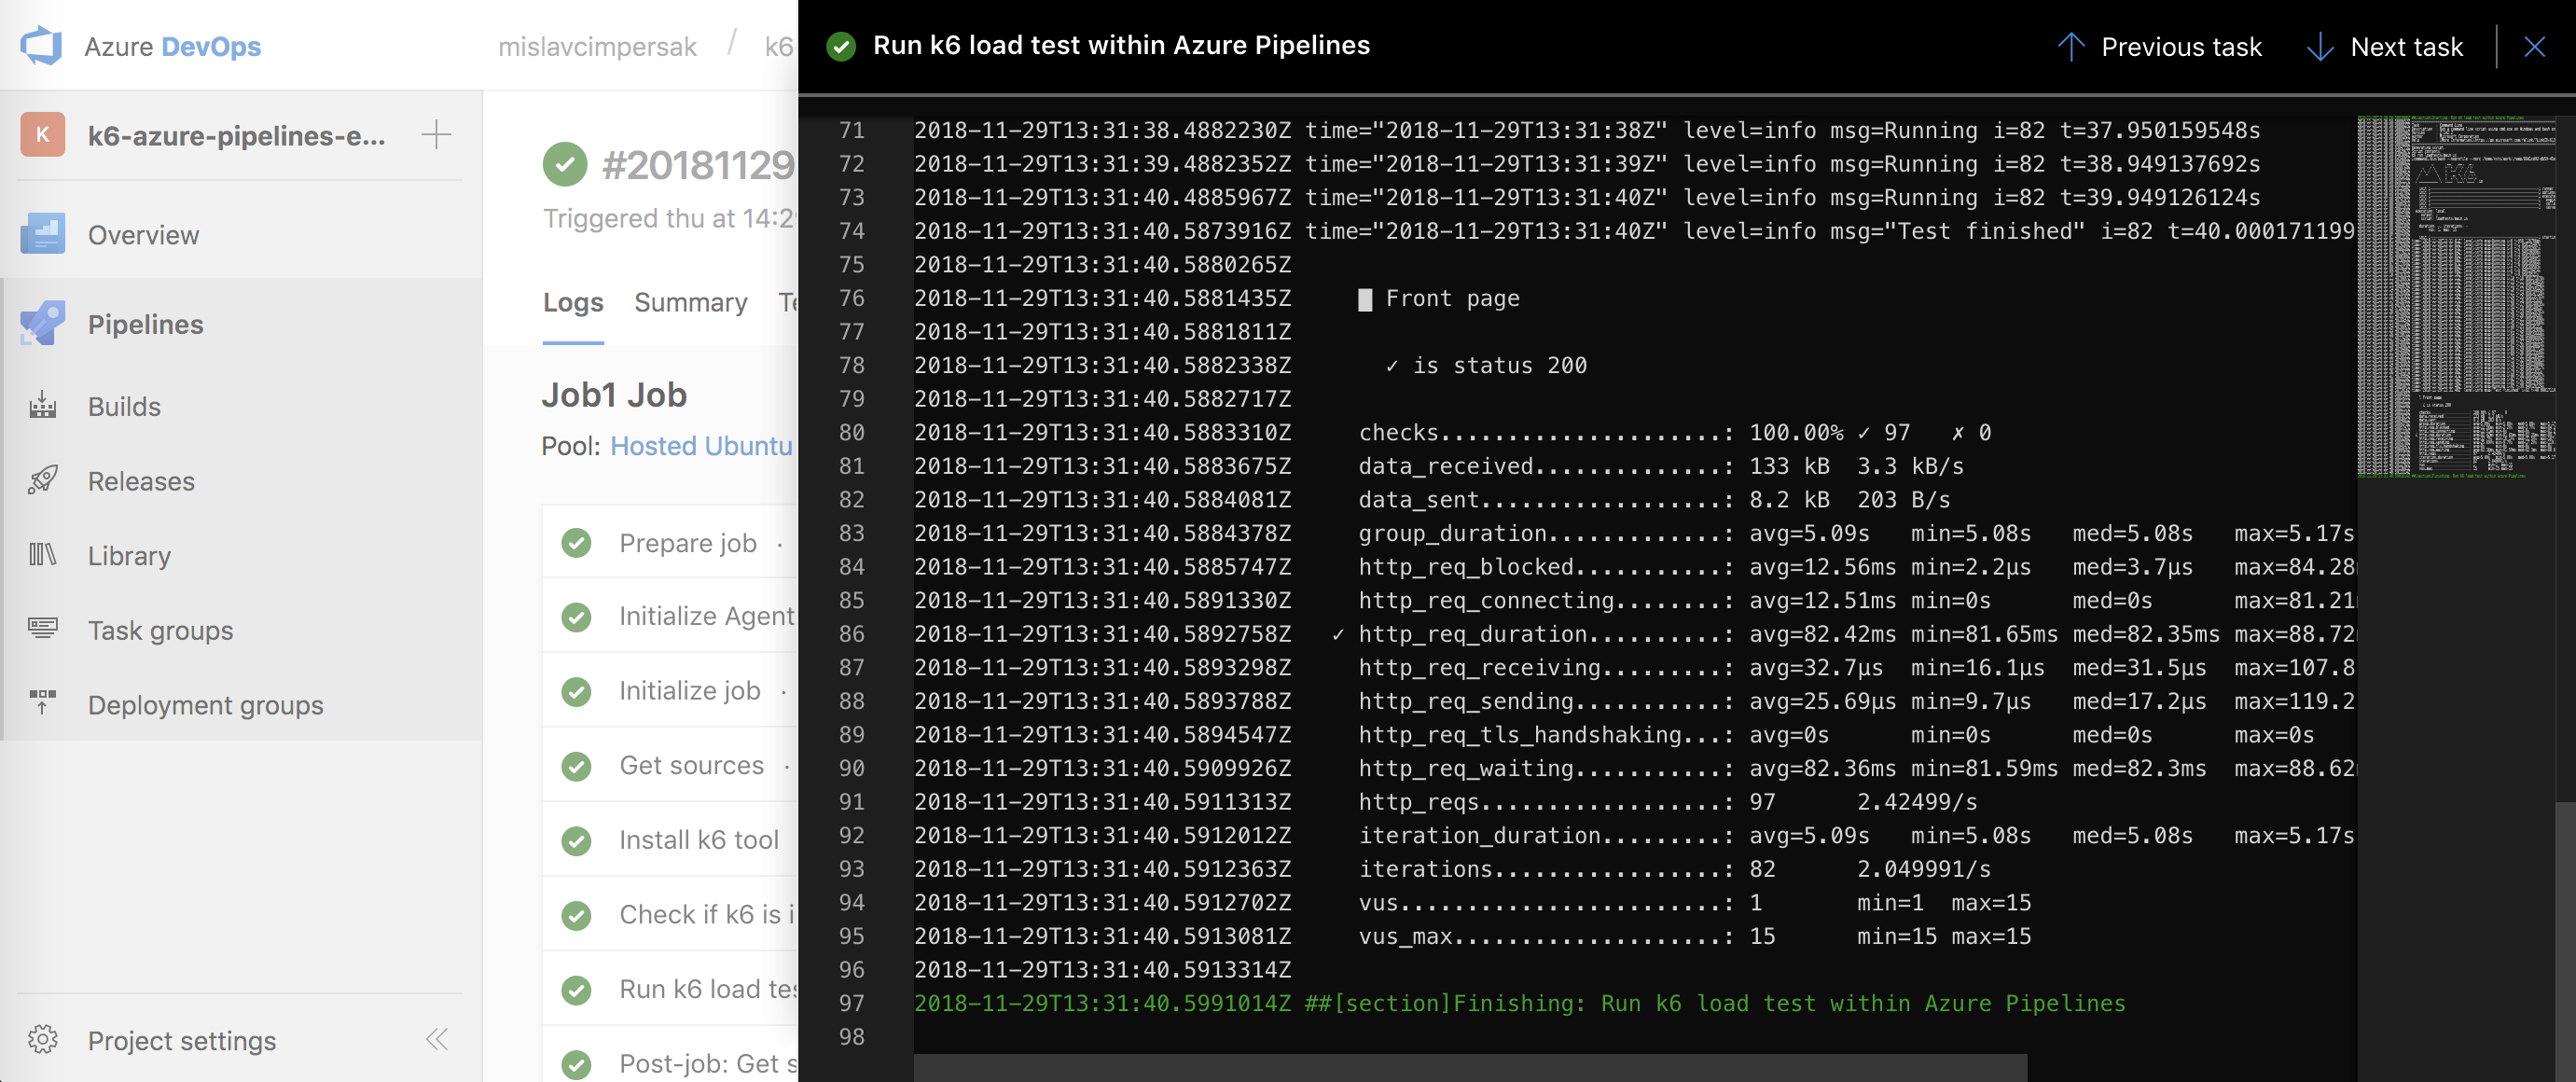 Azure DevOps
mislavcimpersak / k6
K k6-azure-pipelines-e...
Overview
Pipelines
Builds
Releases
Library
Task groups
Deployment groups
Project settings
#20181129
Triggered thu at 14:2
Logs Summary Te
Job1 Job
Pool: Hosted Ubuntu
Prepare job ·
Initialize Agent
Initialize job ·
Get sources ·
Install k6 tool
Check if k6 is i
Run k6 load tes
Post-job: Get s
Run k6 load test within Azure Pipelines
Previous task Next task
71 2018-11-29T13:31:38.4882230Z time="2018-11-29T13:31:38Z" level=info msg=Running i=82 t=37.950159548s
72 2018-11-29T13:31:39.4882352Z time="2018-11-29T13:31:39Z" level=info msg=Running i=82 t=38.949137692s
73 2018-11-29T13:31:40.4885967Z time="2018-11-29T13:31:40Z" level=info msg=Running i=82 t=39.949126124s
74 2018-11-29T13:31:40.5873916Z time="2018-11-29T13:31:40Z" level=info msg="Test finished" i=82 t=40.000171199
75 2018-11-29T13:31:40.5880265Z
76 2018-11-29T13:31:40.5881435Z █ Front page
77 2018-11-29T13:31:40.5881811Z
78 2018-11-29T13:31:40.5882338Z ✓ is status 200
79 2018-11-29T13:31:40.5882717Z
80 2018-11-29T13:31:40.5883310Z checks.....................: 100.00% ✓ 97 ✗ 0
81 2018-11-29T13:31:40.5883675Z data_received..............: 133 kB 3.3 kB/s
82 2018-11-29T13:31:40.5884081Z data_sent..................: 8.2 kB 203 B/s
83 2018-11-29T13:31:40.5884378Z group_duration.............: avg=5.09s min=5.08s med=5.08s max=5.17s
84 2018-11-29T13:31:40.5885747Z http_req_blocked...........: avg=12.56ms min=2.2µs med=3.7µs max=84.28
85 2018-11-29T13:31:40.5891330Z http_req_connecting........: avg=12.51ms min=0s med=0s max=81.21
86 2018-11-29T13:31:40.5892758Z ✓ http_req_duration..........: avg=82.42ms min=81.65ms med=82.35ms max=88.72
87 2018-11-29T13:31:40.5893298Z http_req_receiving.........: avg=32.7µs min=16.1µs med=31.5µs max=107.8
88 2018-11-29T13:31:40.5893788Z http_req_sending...........: avg=25.69µs min=9.7µs med=17.2µs max=119.2
89 2018-11-29T13:31:40.5894547Z http_req_tls_handshaking...: avg=0s min=0s med=0s max=0s
90 2018-11-29T13:31:40.5909926Z http_req_waiting...........: avg=82.36ms min=81.59ms med=82.3ms max=88.62
91 2018-11-29T13:31:40.5911313Z http_reqs..................: 97 2.42499/s
92 2018-11-29T13:31:40.5912012Z iteration_duration.........: avg=5.09s min=5.08s med=5.08s max=5.17s
93 2018-11-29T13:31:40.5912363Z iterations.................: 82 2.049991/s
94 2018-11-29T13:31:40.5912702Z vus........................: 1 min=1 max=15
95 2018-11-29T13:31:40.5913081Z vus_max....................: 15 min=15 max=15
96 2018-11-29T13:31:40.5913314Z
97 2018-11-29T13:31:40.5991014Z ##[section]Finishing: Run k6 load test within Azure Pipelines
98